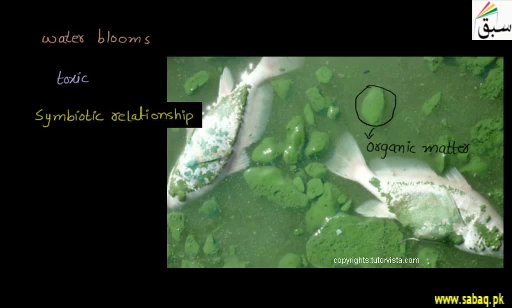 سبق
water blooms
toxic
Symbiotic relationship
Organic matter
copyrights:tutorvista.com
www.sabaq.pk